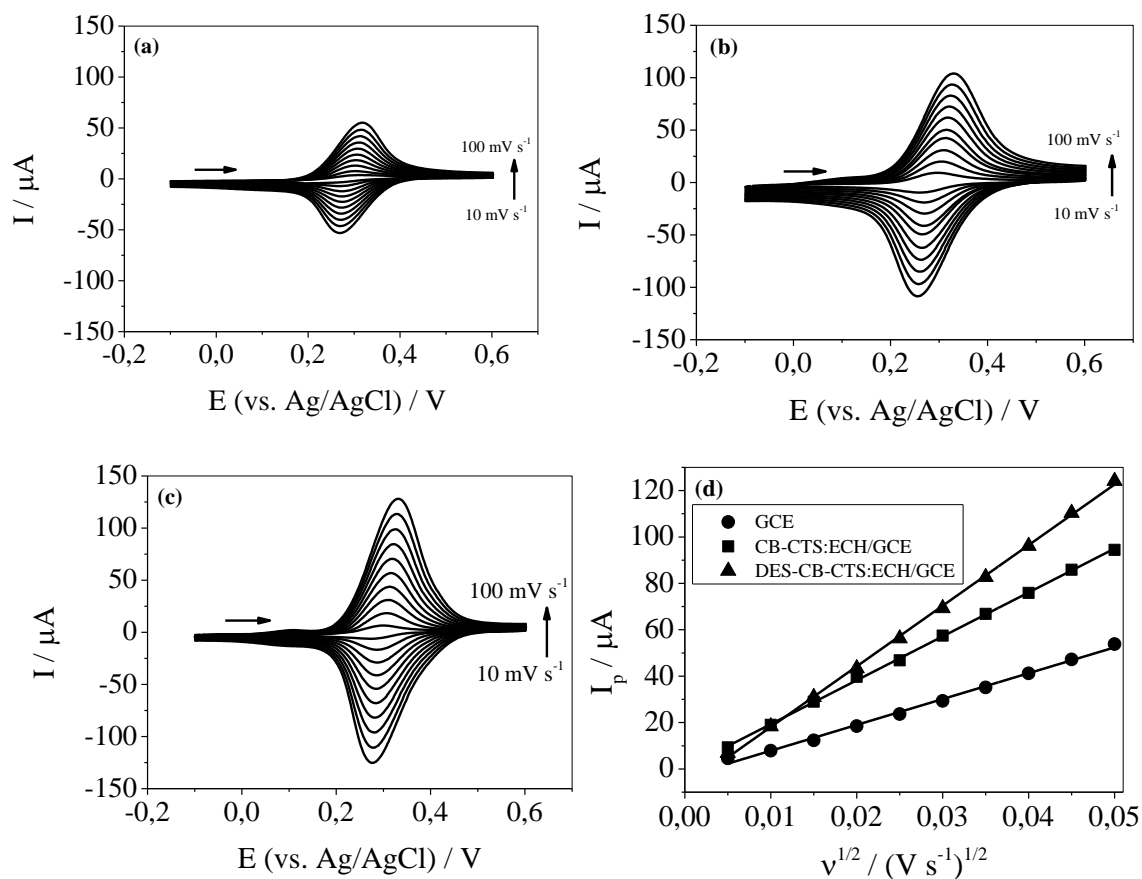 (a)
150
100
50
0
-50
-100
-150
I / µA
100 mV s⁻¹
10 mV s⁻¹
-0,2 0,0 0,2 0,4 0,6
E (vs. Ag/AgCl) / V
(b)
150
100
50
0
-50
-100
-150
I / µA
100 mV s⁻¹
10 mV s⁻¹
-0,2 0,0 0,2 0,4 0,6
E (vs. Ag/AgCl) / V
(c)
150
100
50
0
-50
-100
-150
I / µA
100 mV s⁻¹
10 mV s⁻¹
-0,2 0,0 0,2 0,4 0,6
E (vs. Ag/AgCl) / V
(d)
120
100
80
60
40
20
0
I_p / µA
GCE
CB-CTS:ECH/GCE
DES-CB-CTS:ECH/GCE
0,00 0,01 0,02 0,03 0,04 0,05
ν^1/2 / (V s⁻¹)^1/2